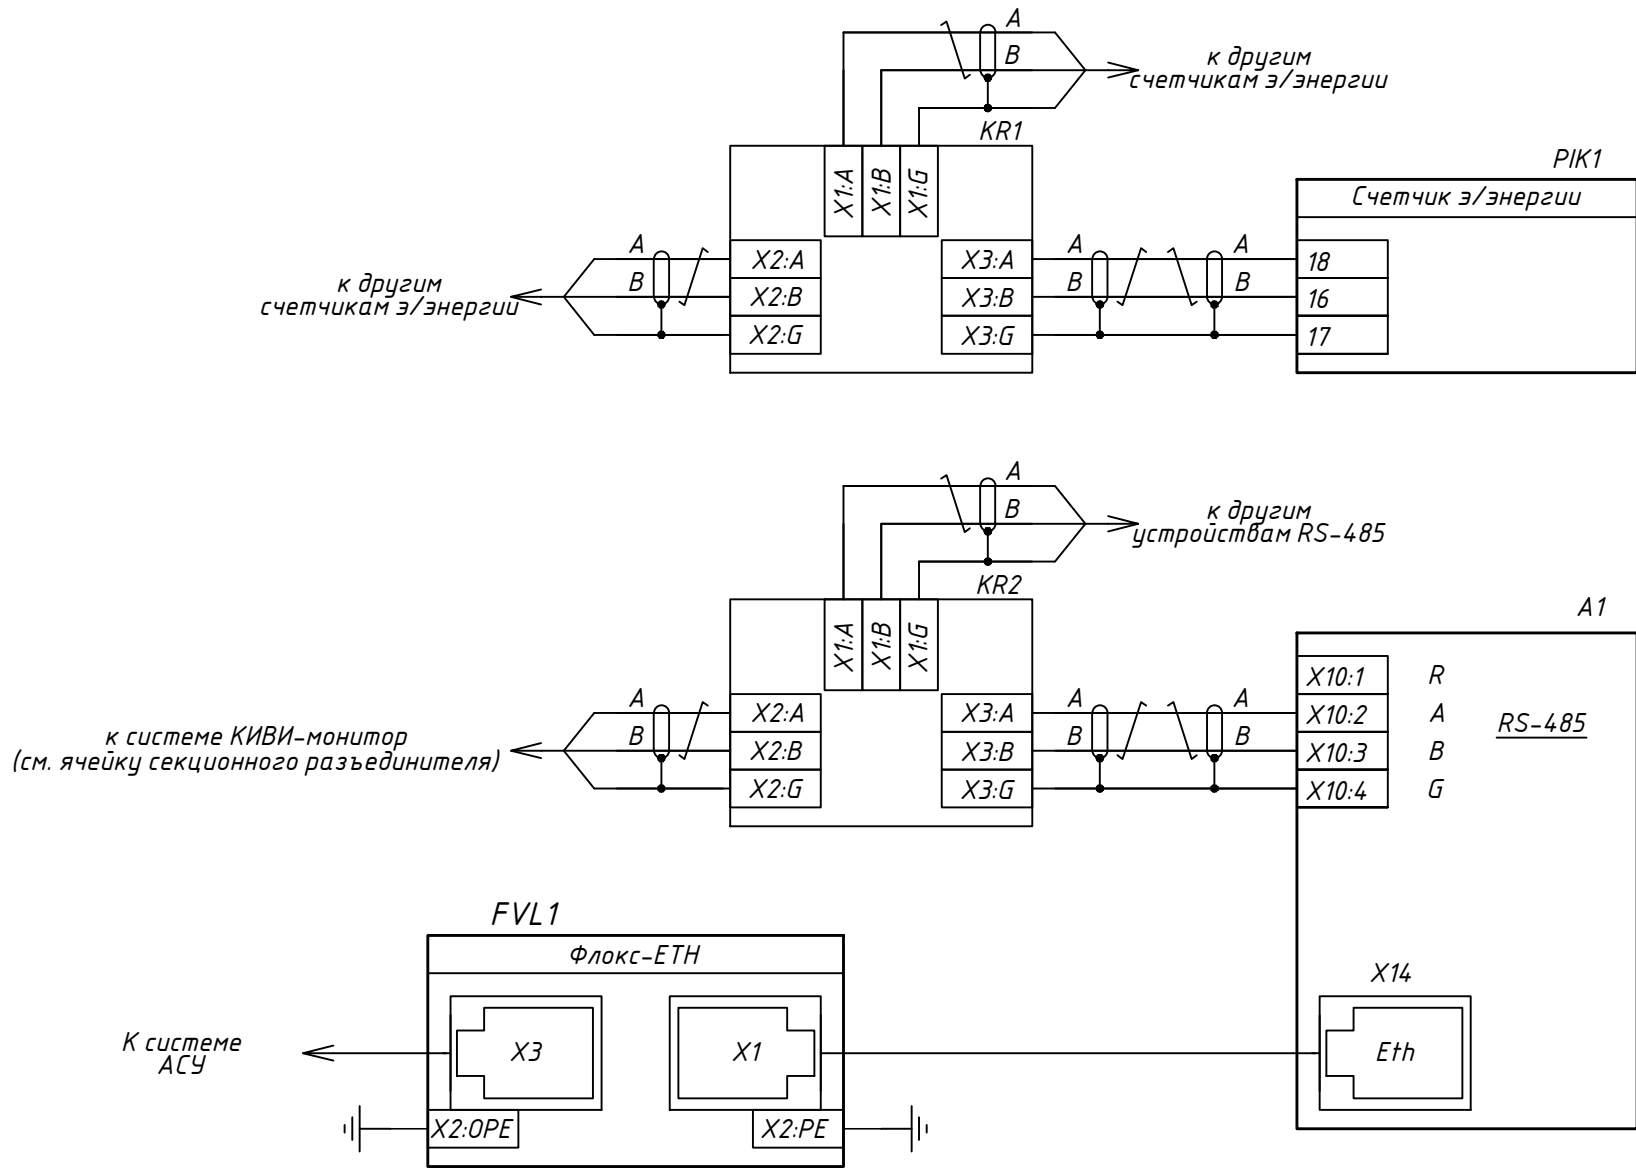 A
B
к другим
счетчикам э/энергии
KR1
X1:A
X1:B
X1:G
PIK1
Счетчик э/энергии
A
B
к другим
счетчикам э/энергии
X2:A
X2:B
X2:G
X3:A
X3:B
X3:G
A
B
A
B
18
16
17
A
B
к другим
устройствам RS-485
KR2
X1:A
X1:B
X1:G
A1
A
B
к системе КИВИ-монитор
(см. ячейку секционного разъединителя)
X2:A
X2:B
X2:G
X3:A
X3:B
X3:G
A
B
A
B
X10:1 R
X10:2 A
X10:3 B
X10:4 G
RS-485
FVL1
Флокс-ETH
К системе
АСУ
X3
X1
X14
Eth
X2:OPE
X2:PE